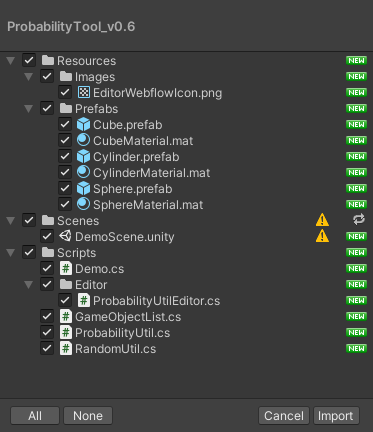 ProbabilityTool_v0.6
Resources NEW
Images NEW
EditorWebflowIcon.png NEW
Prefabs NEW
Cube.prefab NEW
CubeMaterial.mat NEW
Cylinder.prefab NEW
CylinderMaterial.mat NEW
Sphere.prefab NEW
SphereMaterial.mat NEW
Scenes
DemoScene.unity NEW
Scripts NEW
Demo.cs NEW
Editor NEW
ProbabilityUtilEditor.cs NEW
GameObjectList.cs NEW
ProbabilityUtil.cs NEW
RandomUtil.cs NEW
All None Cancel Import